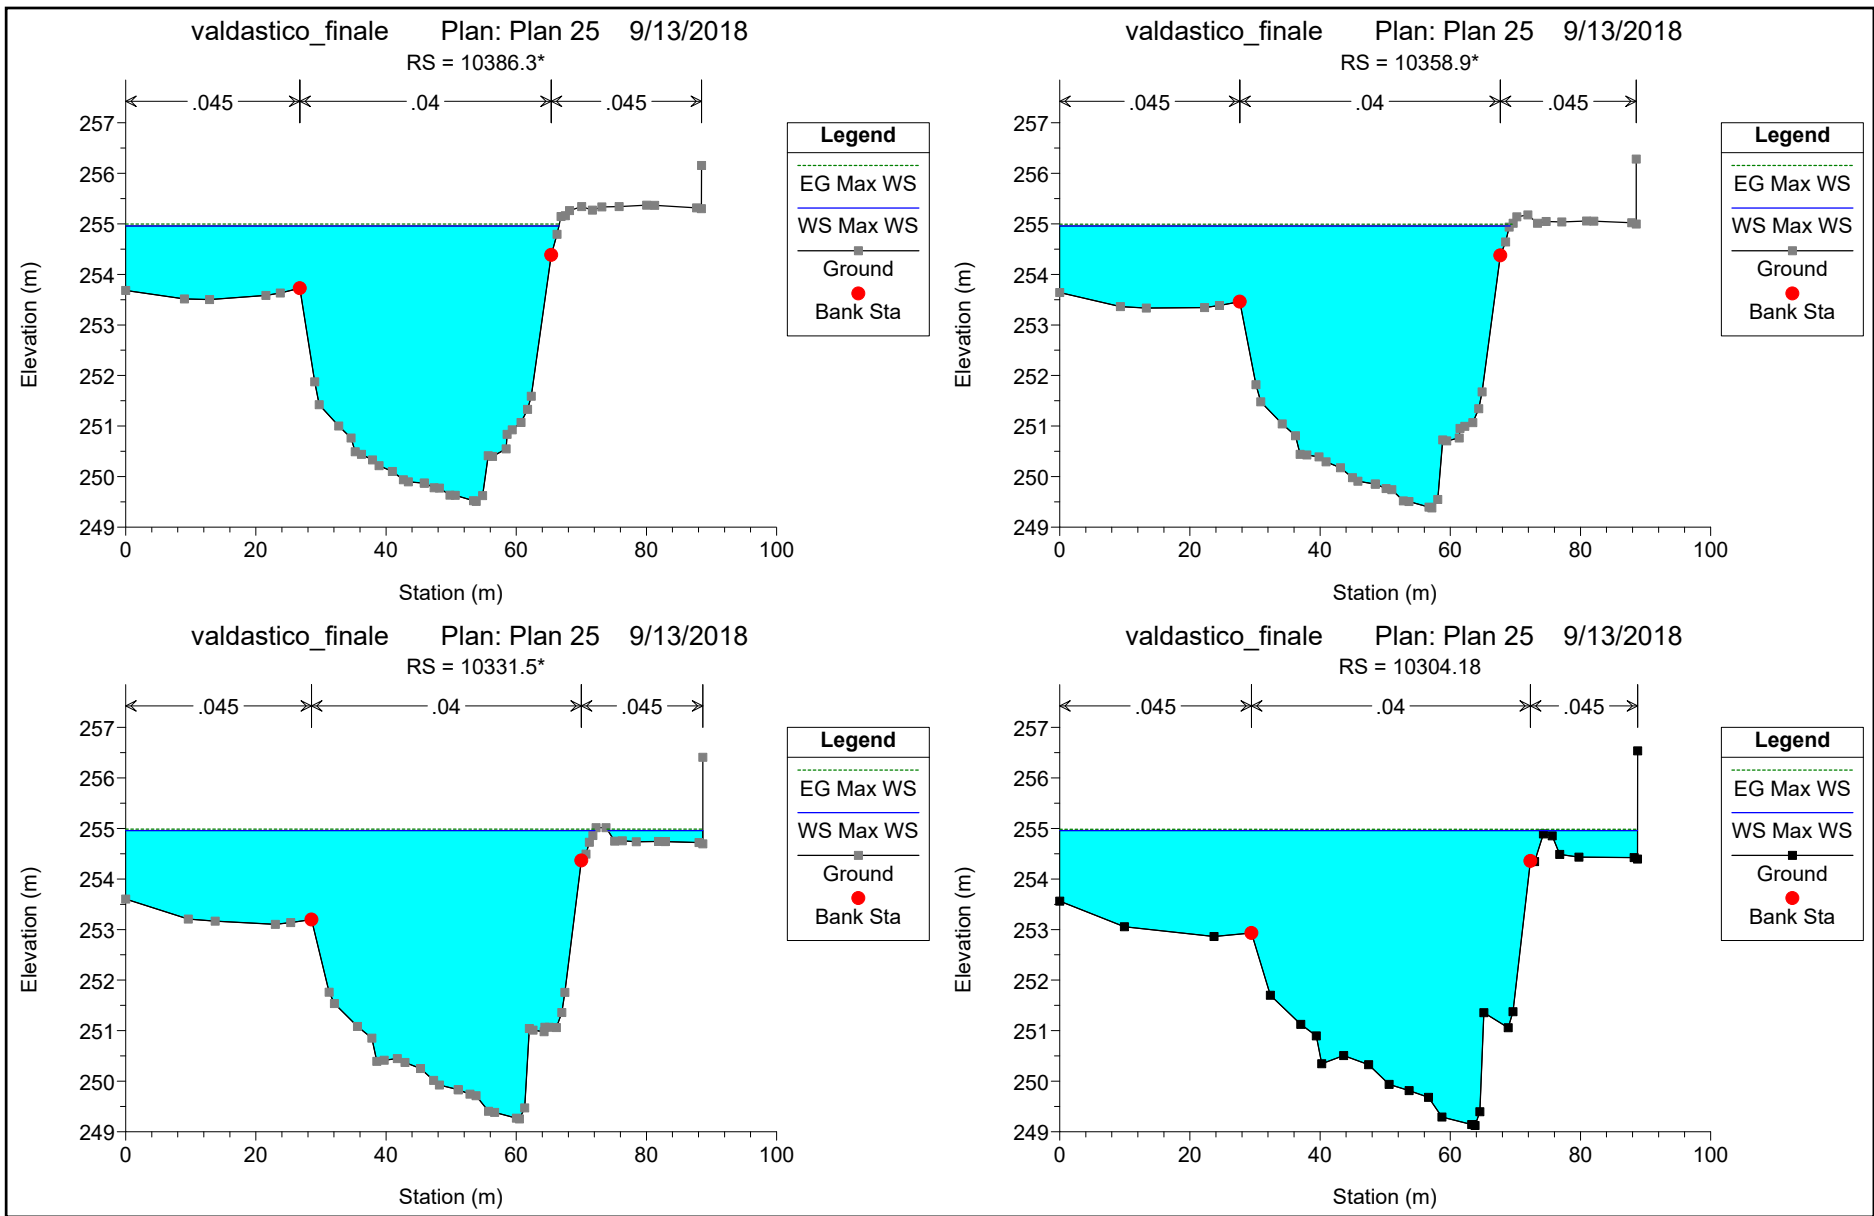 valdastico_finale Plan: Plan 25 9/13/2018
RS = 10386.3*
.045 .04 .045
257
256
255
254
253
252
251
250
249
0 20 40 60 80 100
Elevation (m)
Station (m)
Legend
EG Max WS
WS Max WS
Ground
Bank Sta
valdastico_finale Plan: Plan 25 9/13/2018
RS = 10358.9*
.045 .04 .045
257
256
255
254
253
252
251
250
249
0 20 40 60 80 100
Elevation (m)
Station (m)
Legend
EG Max WS
WS Max WS
Ground
Bank Sta
valdastico_finale Plan: Plan 25 9/13/2018
RS = 10331.5*
.045 .04 .045
257
256
255
254
253
252
251
250
249
0 20 40 60 80 100
Elevation (m)
Station (m)
Legend
EG Max WS
WS Max WS
Ground
Bank Sta
valdastico_finale Plan: Plan 25 9/13/2018
RS = 10304.18
.045 .04 .045
257
256
255
254
253
252
251
250
249
0 20 40 60 80 100
Elevation (m)
Station (m)
Legend
EG Max WS
WS Max WS
Ground
Bank Sta